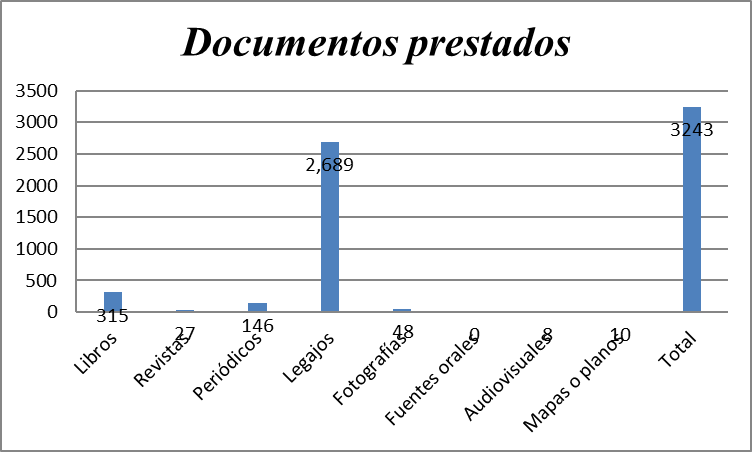 Documentos prestados
3500
3000
2500
2000
1500
1000
500
0
315
27
146
2,689
48
0
8
10
3243
Libros
Revistas
Periódicos
Legajos
Fotografías
Fuentes orales
Audiovisuales
Mapas o planos
Total